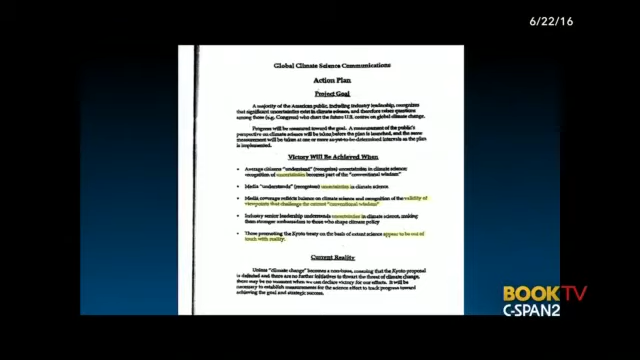 6/22/16
Global Climate Science Communications
Action Plan
Project Goal
A majority of the American public, including industry leadership, recognizes
that significant uncertainties exist in climate science, and therefore raises questions
among those (e.g. Congress) who chart the future U.S. course on global climate change.
Progress will be measured toward the goal. A measurement of the public's
perspective on climate science will be taken before the plan is launched, and the same
measurement will be taken at one or more as-yet-to-be-determined intervals as the plan
is implemented.
Victory Will Be Achieved When
• Average citizens "understand" (recognize) uncertainties in climate science;
recognition of uncertainties becomes part of the "conventional wisdom"
• Media "understands" (recognizes) uncertainties in climate science
• Media coverage reflects balance on climate science and recognition of the validity of
viewpoints that challenge the current "conventional wisdom"
• Industry senior leadership understands uncertainties in climate science, making
them stronger ambassadors to those who shape climate policy
• Those promoting the Kyoto treaty on the basis of extant science appear to be out of
touch with reality.
Current Reality
Unless "climate change" becomes a non-issue, meaning that the Kyoto proposal
is defeated and there are no further initiatives to thwart the threat of climate change,
there may be no moment when we can declare victory for our efforts. It will be
necessary to establish measurements for the science effort to track progress toward
achieving the goal and strategic success.
BOOK TV
C-SPAN2